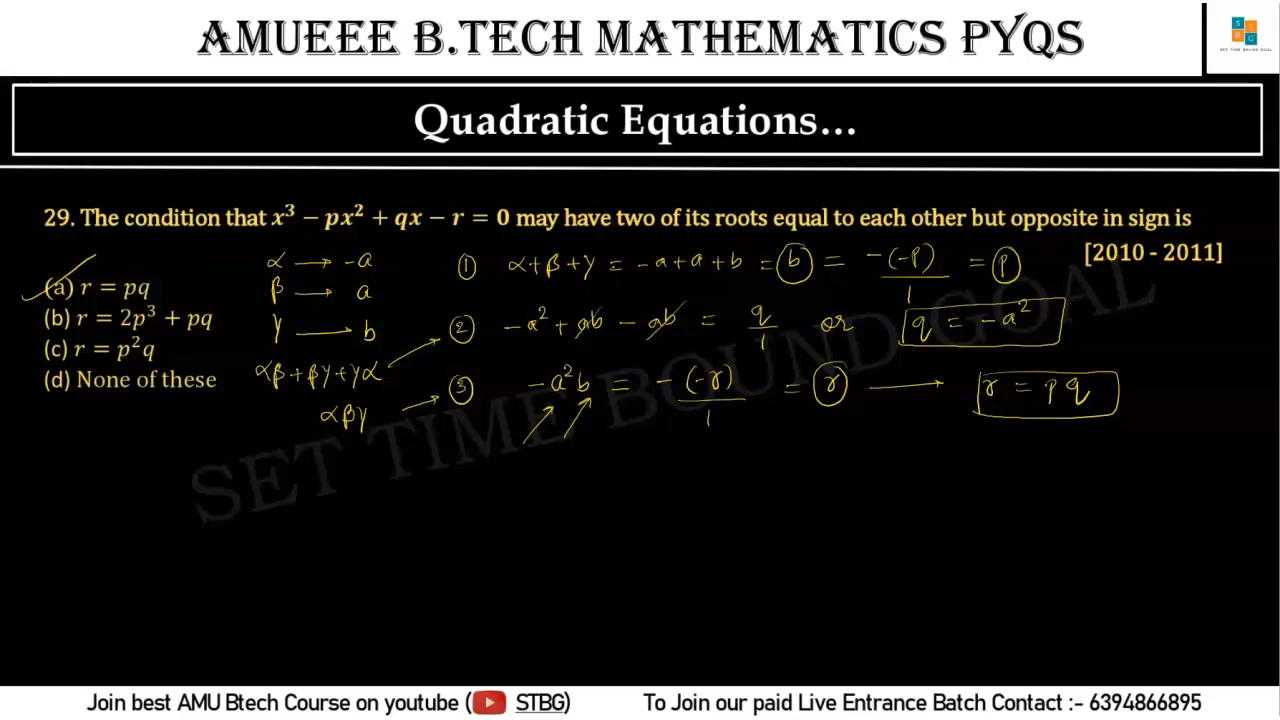 AMUEEE B.TECH MATHEMATICS PYQS
S T B G
SET TIME BOUND GOAL
Quadratic Equations...
29. The condition that x³ − px² + qx − r = 0 may have two of its roots equal to each other but opposite in sign is
[2010 - 2011]
(a) r = pq
(b) r = 2p³ + pq
(c) r = p²q
(d) None of these
α → -a
β → a
γ → b
αβ + βγ + γα
αβγ
① α + β + γ = -a + a + b = b = -(-p)/1 = p
② -a² + ab - ab = q/1 or q = -a²
③ -a²b = -(-r)/1 = r → r = pq
SET TIME BOUND GOAL
Join best AMU Btech Course on youtube ( STBG) To Join our paid Live Entrance Batch Contact :- 6394866895